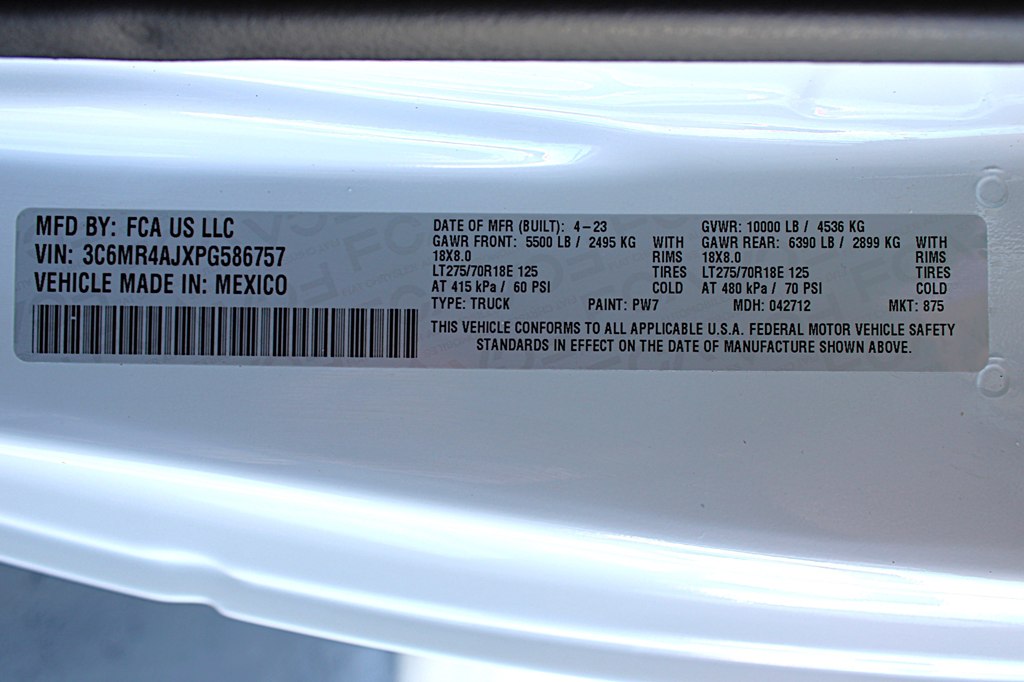 MFD BY: FCA US LLC
VIN: 3C6MR4AJXPG586757
VEHICLE MADE IN: MEXICO
DATE OF MFR (BUILT): 4-23
GVWR: 10000 LB / 4536 KG
GAWR FRONT: 5500 LB / 2495 KG WITH
GAWR REAR: 6390 LB / 2899 KG WITH
18X8.0 RIMS
18X8.0 RIMS
LT275/70R18E 125 TIRES
LT275/70R18E 125 TIRES
AT 415 kPa / 60 PSI COLD
AT 480 kPa / 70 PSI COLD
TYPE: TRUCK PAINT: PW7 MDH: 042712 MKT: 875
THIS VEHICLE CONFORMS TO ALL APPLICABLE U.S.A. FEDERAL MOTOR VEHICLE SAFETY
STANDARDS IN EFFECT ON THE DATE OF MANUFACTURE SHOWN ABOVE.